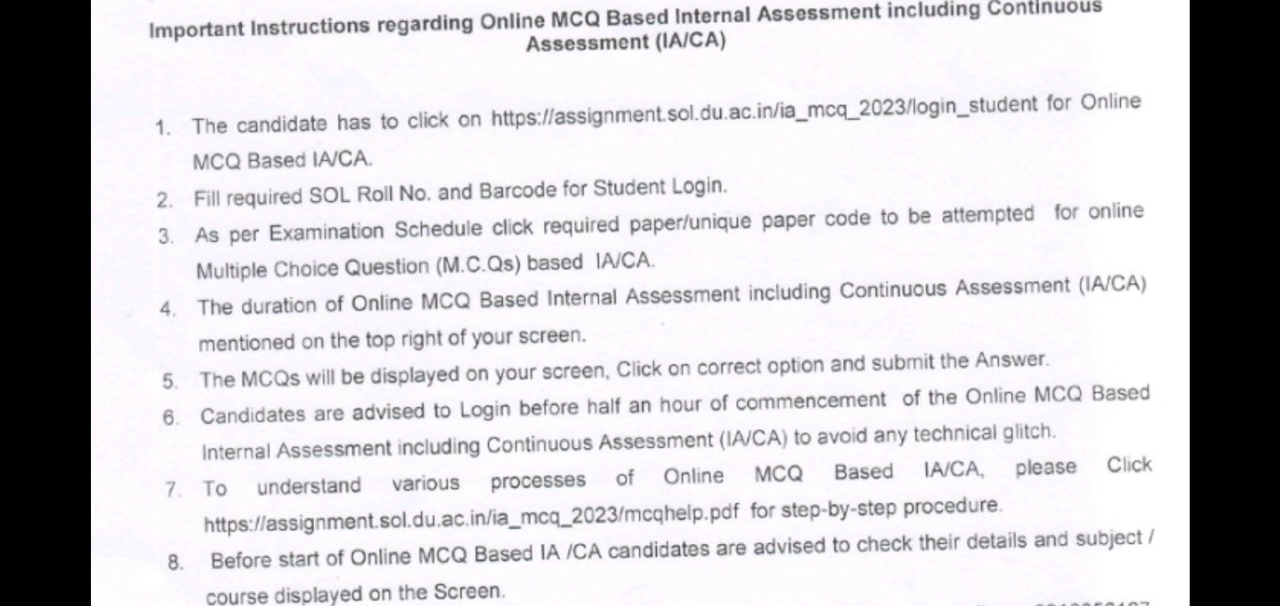 Important Instructions regarding Online MCQ Based Internal Assessment including Continuous
Assessment (IA/CA)
1. The candidate has to click on https://assignment.sol.du.ac.in/ia_mcq_2023/login_student for Online
MCQ Based IA/CA.
2. Fill required SOL Roll No. and Barcode for Student Login.
3. As per Examination Schedule click required paper/unique paper code to be attempted for online
Multiple Choice Question (M.C.Qs) based IA/CA.
4. The duration of Online MCQ Based Internal Assessment including Continuous Assessment (IA/CA)
mentioned on the top right of your screen.
5. The MCQs will be displayed on your screen, Click on correct option and submit the Answer.
6. Candidates are advised to Login before half an hour of commencement of the Online MCQ Based
Internal Assessment including Continuous Assessment (IA/CA) to avoid any technical glitch.
7. To understand various processes of Online MCQ Based IA/CA, please Click
https://assignment.sol.du.ac.in/ia_mcq_2023/mcqhelp.pdf for step-by-step procedure.
8. Before start of Online MCQ Based IA /CA candidates are advised to check their details and subject /
course displayed on the Screen.